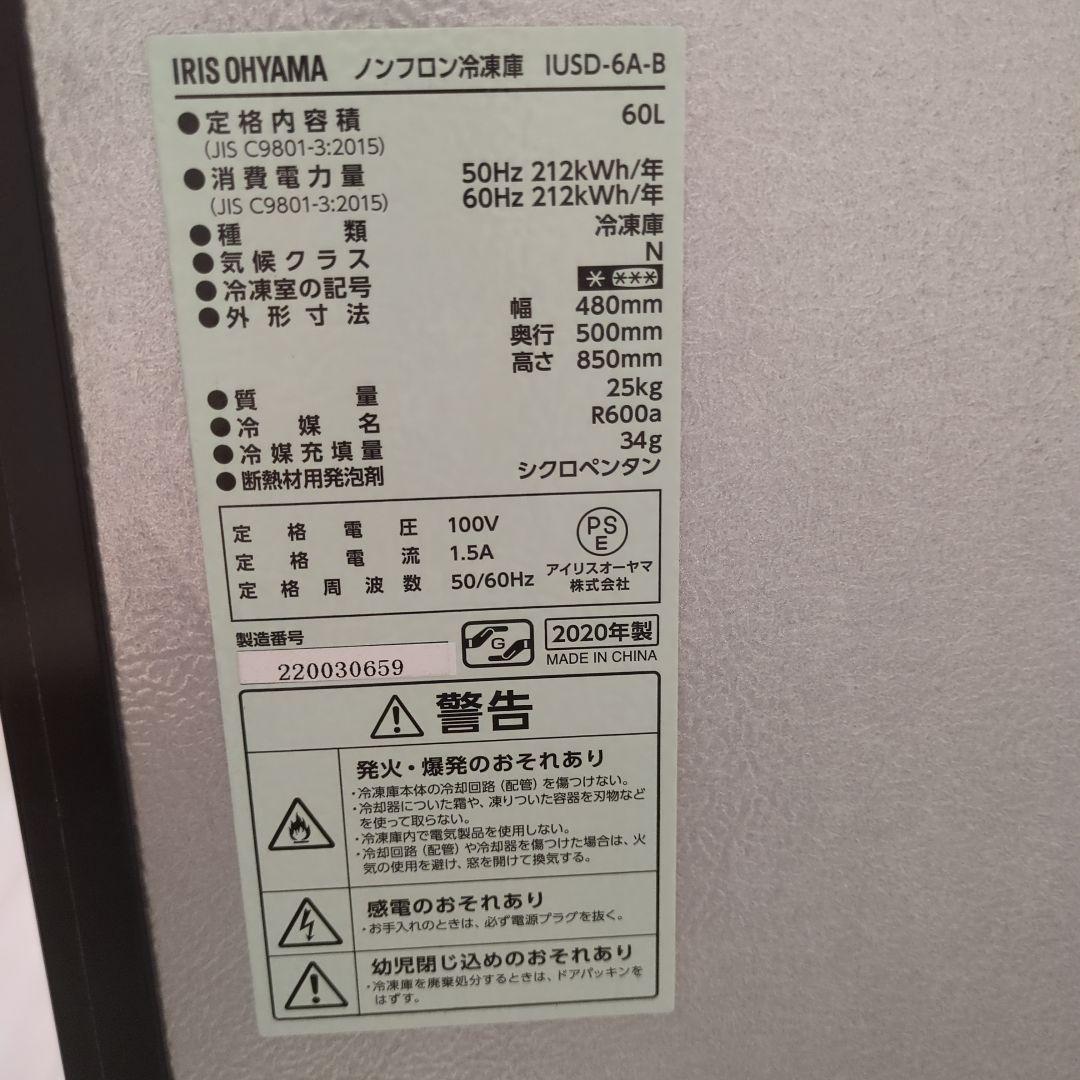 IRIS OHYAMA ノンフロン冷凍庫 IUSD-6A-B
●定格内容積 60L
(JIS C9801-3:2015)
●消費電力量 50Hz 212kWh/年
(JIS C9801-3:2015) 60Hz 212kWh/年
●種類 冷凍庫
●気候クラス N
●冷凍室の記号 * ***
●外形寸法 幅 480mm
奥行 500mm
高さ 850mm
●質量 25kg
●冷媒名 R600a
●冷媒充填量 34g
●断熱材用発泡剤 シクロペンタン
定格電圧 100V
定格電流 1.5A
定格周波数 50/60Hz
PS
E
アイリスオーヤマ
株式会社
製造番号
220030659
G
2020年製
MADE IN CHINA
警告
発火・爆発のおそれあり
・冷凍庫本体の冷却回路(配管)を傷つけない。
・冷却器についた霜や、凍りついた容器を刃物など
を使って取らない。
・冷凍庫内で電気製品を使用しない。
・冷却回路(配管)や冷却器を傷つけた場合は、火
気の使用を避け、窓を開けて換気する。
感電のおそれあり
・お手入れのときは、必ず電源プラグを抜く。
幼児閉じ込めのおそれあり
・冷凍庫を廃棄処分するときは、ドアパッキンを
はずす。